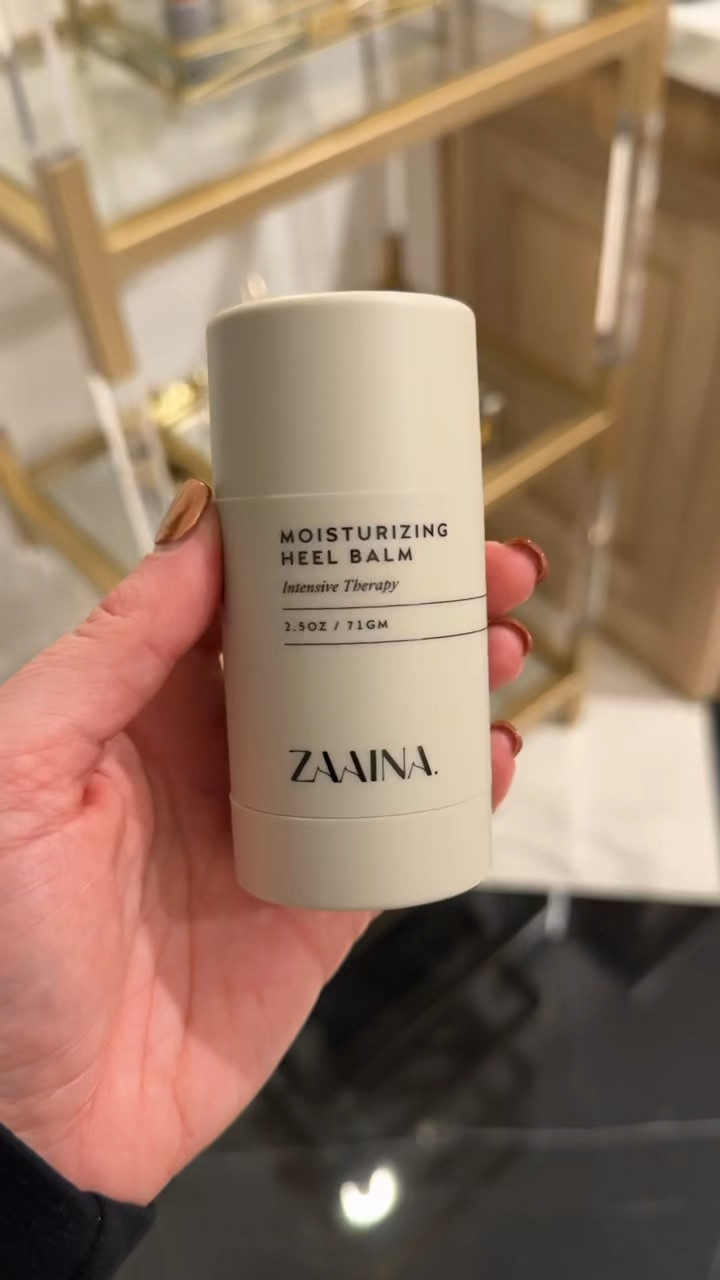 MOISTURIZING
HEEL BALM
Intensive Therapy
2.5OZ / 71GM
ZAAINA.